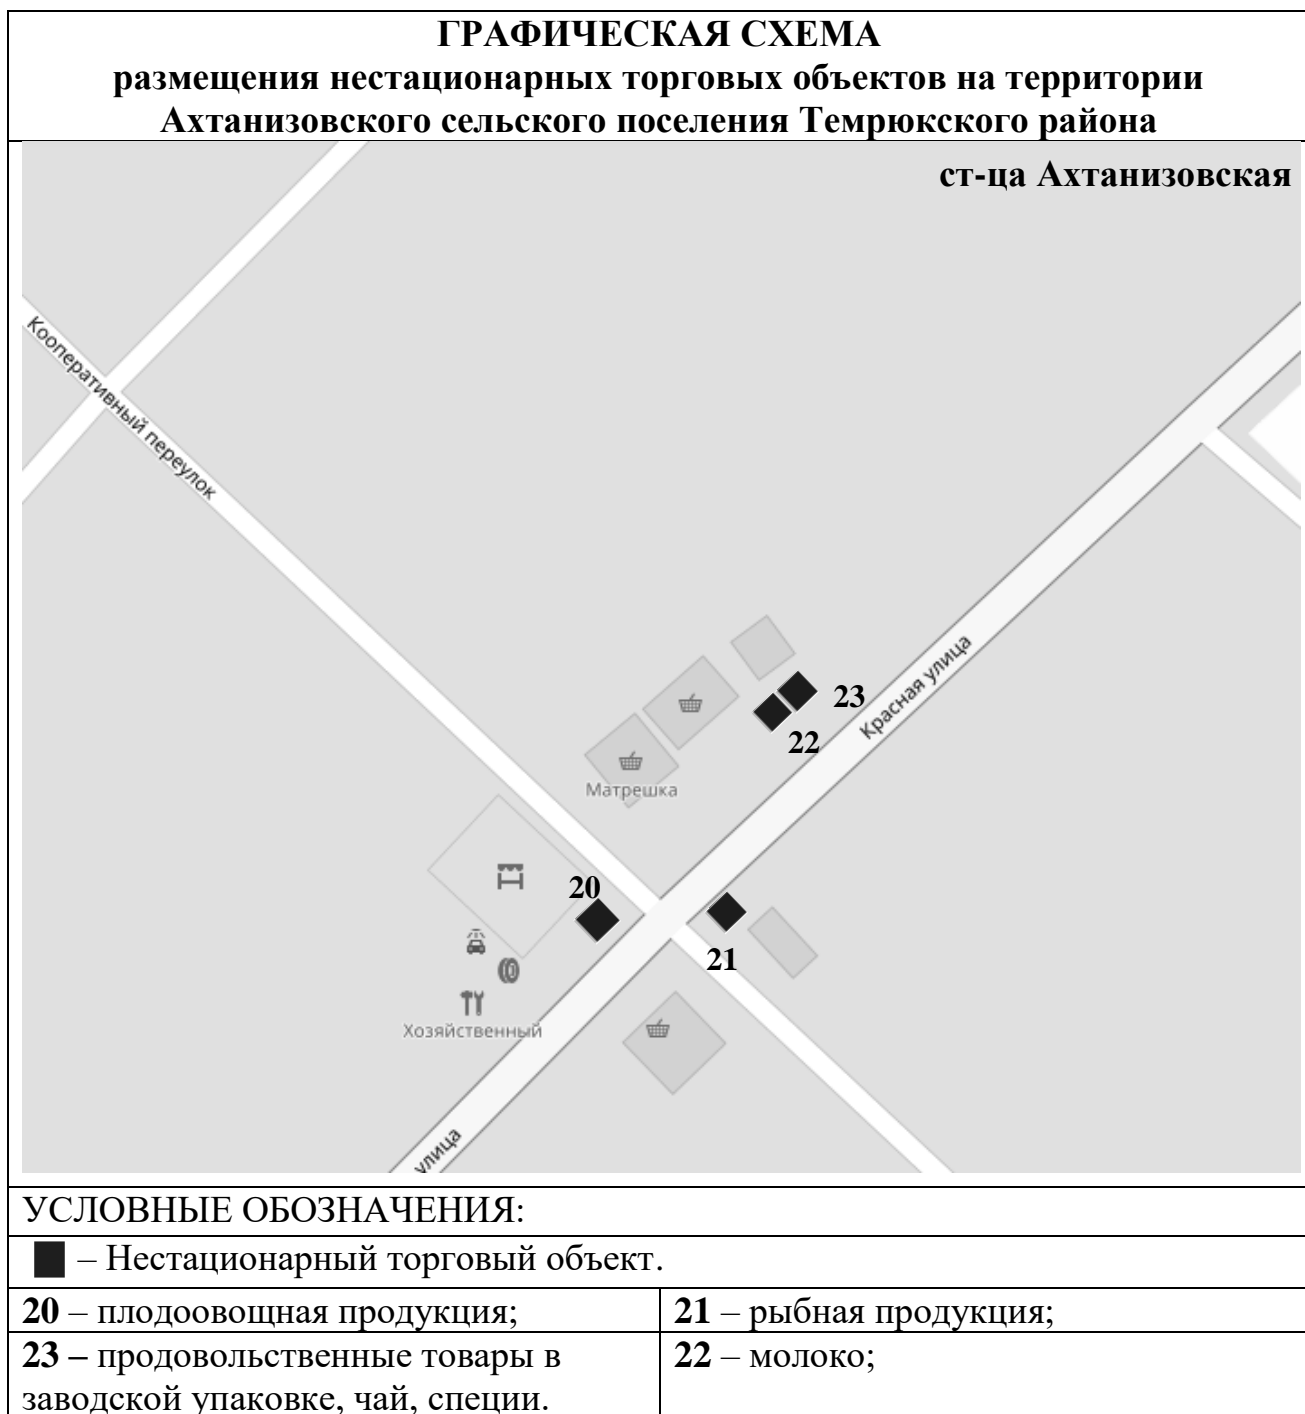 ГРАФИЧЕСКАЯ СХЕМА
размещения нестационарных торговых объектов на территории
Ахтанизовского сельского поселения Темрюкского района
ст-ца Ахтанизовская
Кооперативный переулок
Красная улица
23
22
Матрешка
20
21
Хозяйственный
улица
УСЛОВНЫЕ ОБОЗНАЧЕНИЯ:
– Нестационарный торговый объект.
20 – плодоовощная продукция;
21 – рыбная продукция;
23 – продовольственные товары в
заводской упаковке, чай, специи.
22 – молоко;